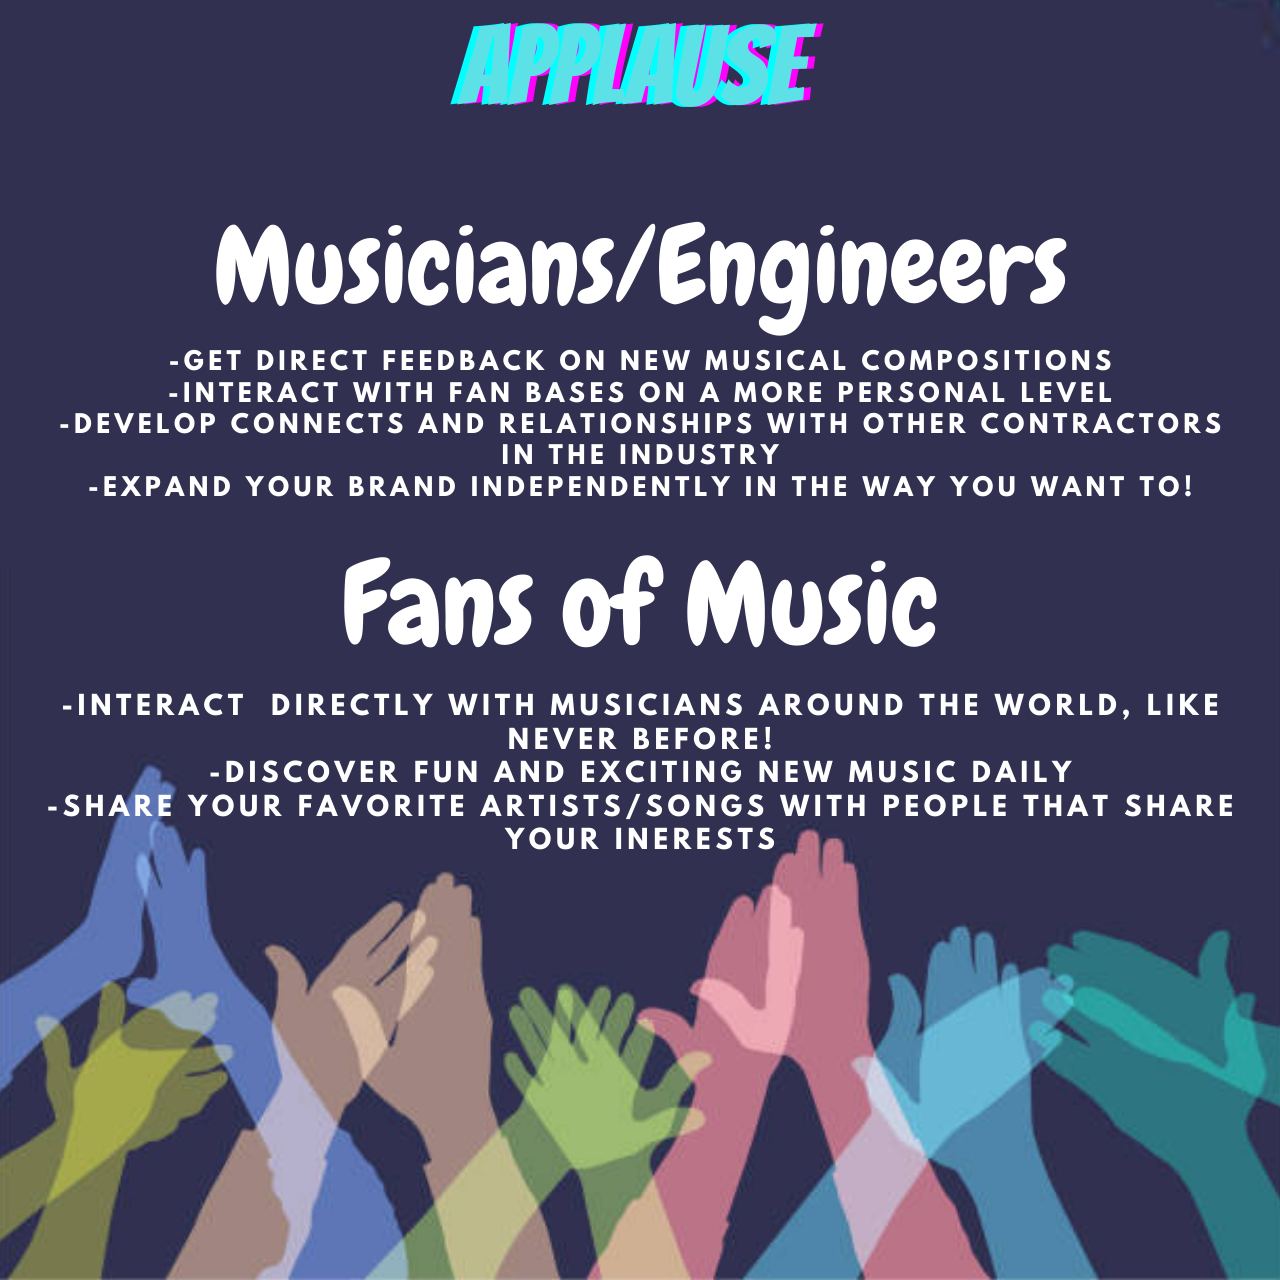 APPLAUSE
Musicians/Engineers
-GET DIRECT FEEDBACK ON NEW MUSICAL COMPOSITIONS
-INTERACT WITH FAN BASES ON A MORE PERSONAL LEVEL
-DEVELOP CONNECTS AND RELATIONSHIPS WITH OTHER CONTRACTORS
IN THE INDUSTRY
-EXPAND YOUR BRAND INDEPENDENTLY IN THE WAY YOU WANT TO!
Fans of Music
-INTERACT  DIRECTLY WITH MUSICIANS AROUND THE WORLD, LIKE
NEVER BEFORE!
-DISCOVER FUN AND EXCITING NEW MUSIC DAILY
-SHARE YOUR FAVORITE ARTISTS/SONGS WITH PEOPLE THAT SHARE
YOUR INERESTS